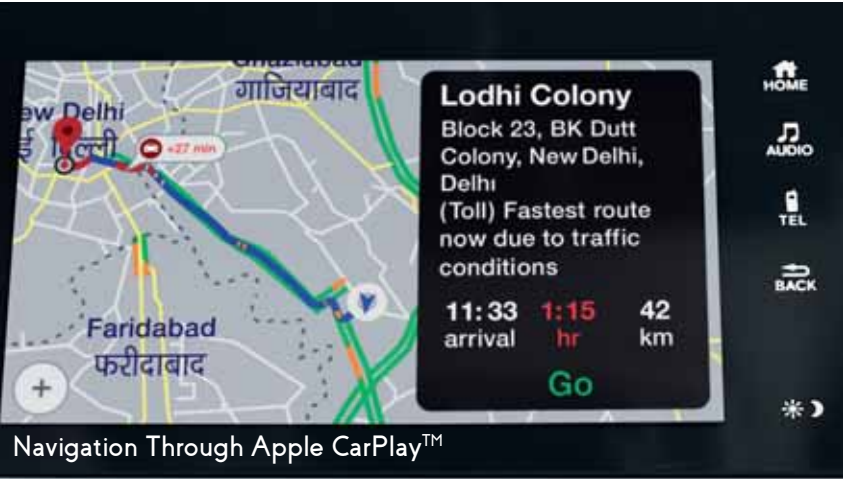 Ghaziabad
गाजियाबाद
ew Delhi
ई दिल्ली
+27 min
Faridabad
फरीदाबाद
+
Lodhi Colony
Block 23, BK Dutt
Colony, New Delhi,
Delhi
(Toll) Fastest route
now due to traffic
conditions
11:33 1:15 42
arrival hr km
Go
HOME
AUDIO
TEL
BACK
Navigation Through Apple CarPlay™